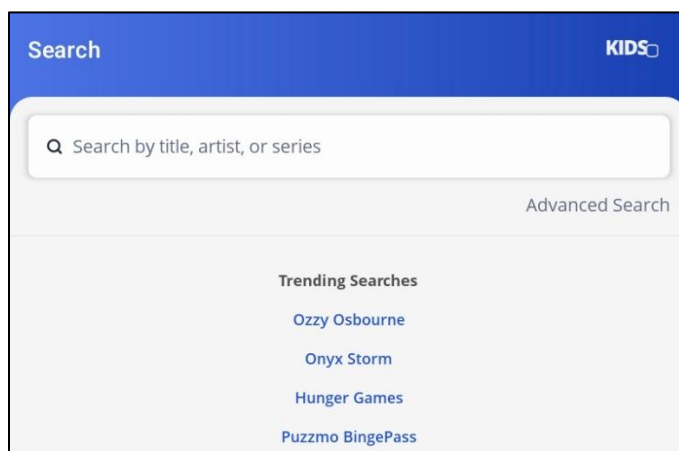 Search
KIDS
Search by title, artist, or series
Advanced Search
Trending Searches
Ozzy Osbourne
Onyx Storm
Hunger Games
Puzzmo BingePass